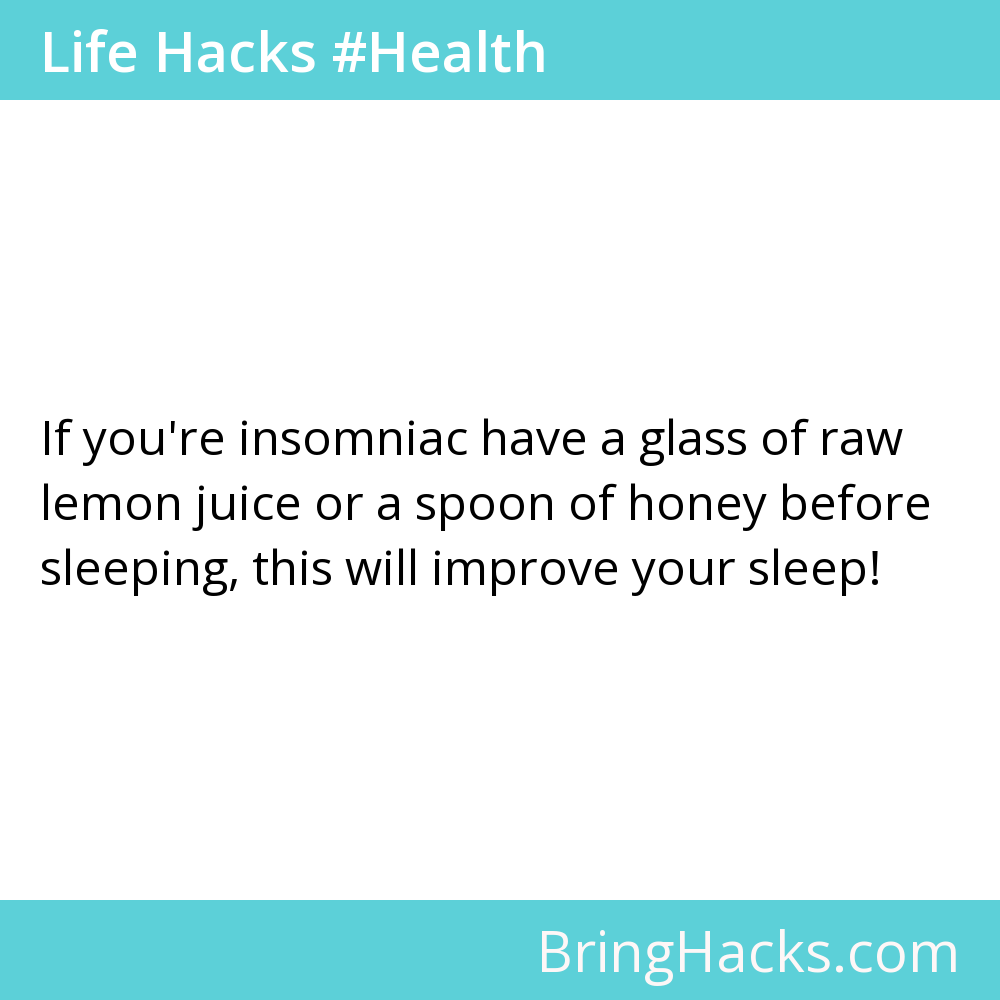 Life Hacks #Health
If you're insomniac have a glass of raw
lemon juice or a spoon of honey before
sleeping, this will improve your sleep!
BringHacks.com